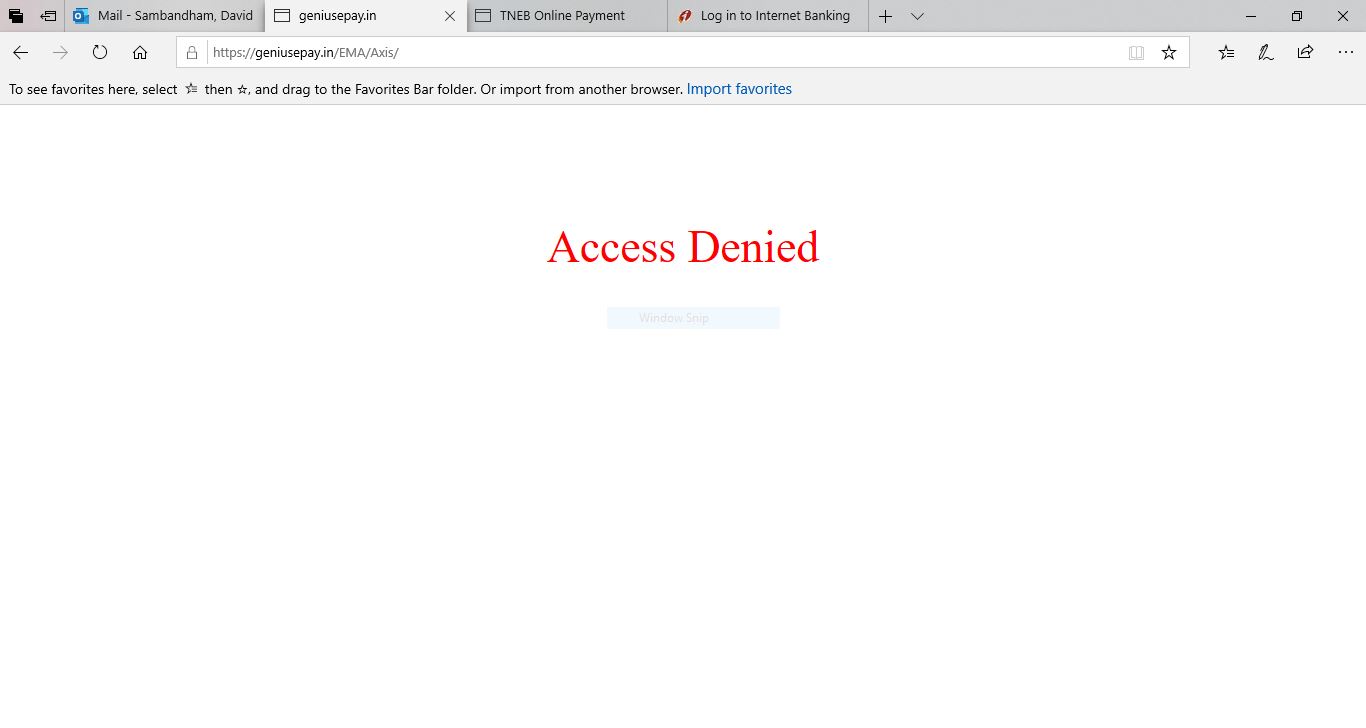 Mail - Sambandham, David
geniusepay.in
TNEB Online Payment
Log in to Internet Banking
https://geniusepay.in/EMA/Axis/
To see favorites here, select then , and drag to the Favorites Bar folder. Or import from another browser. Import favorites
Access Denied
Window Snip